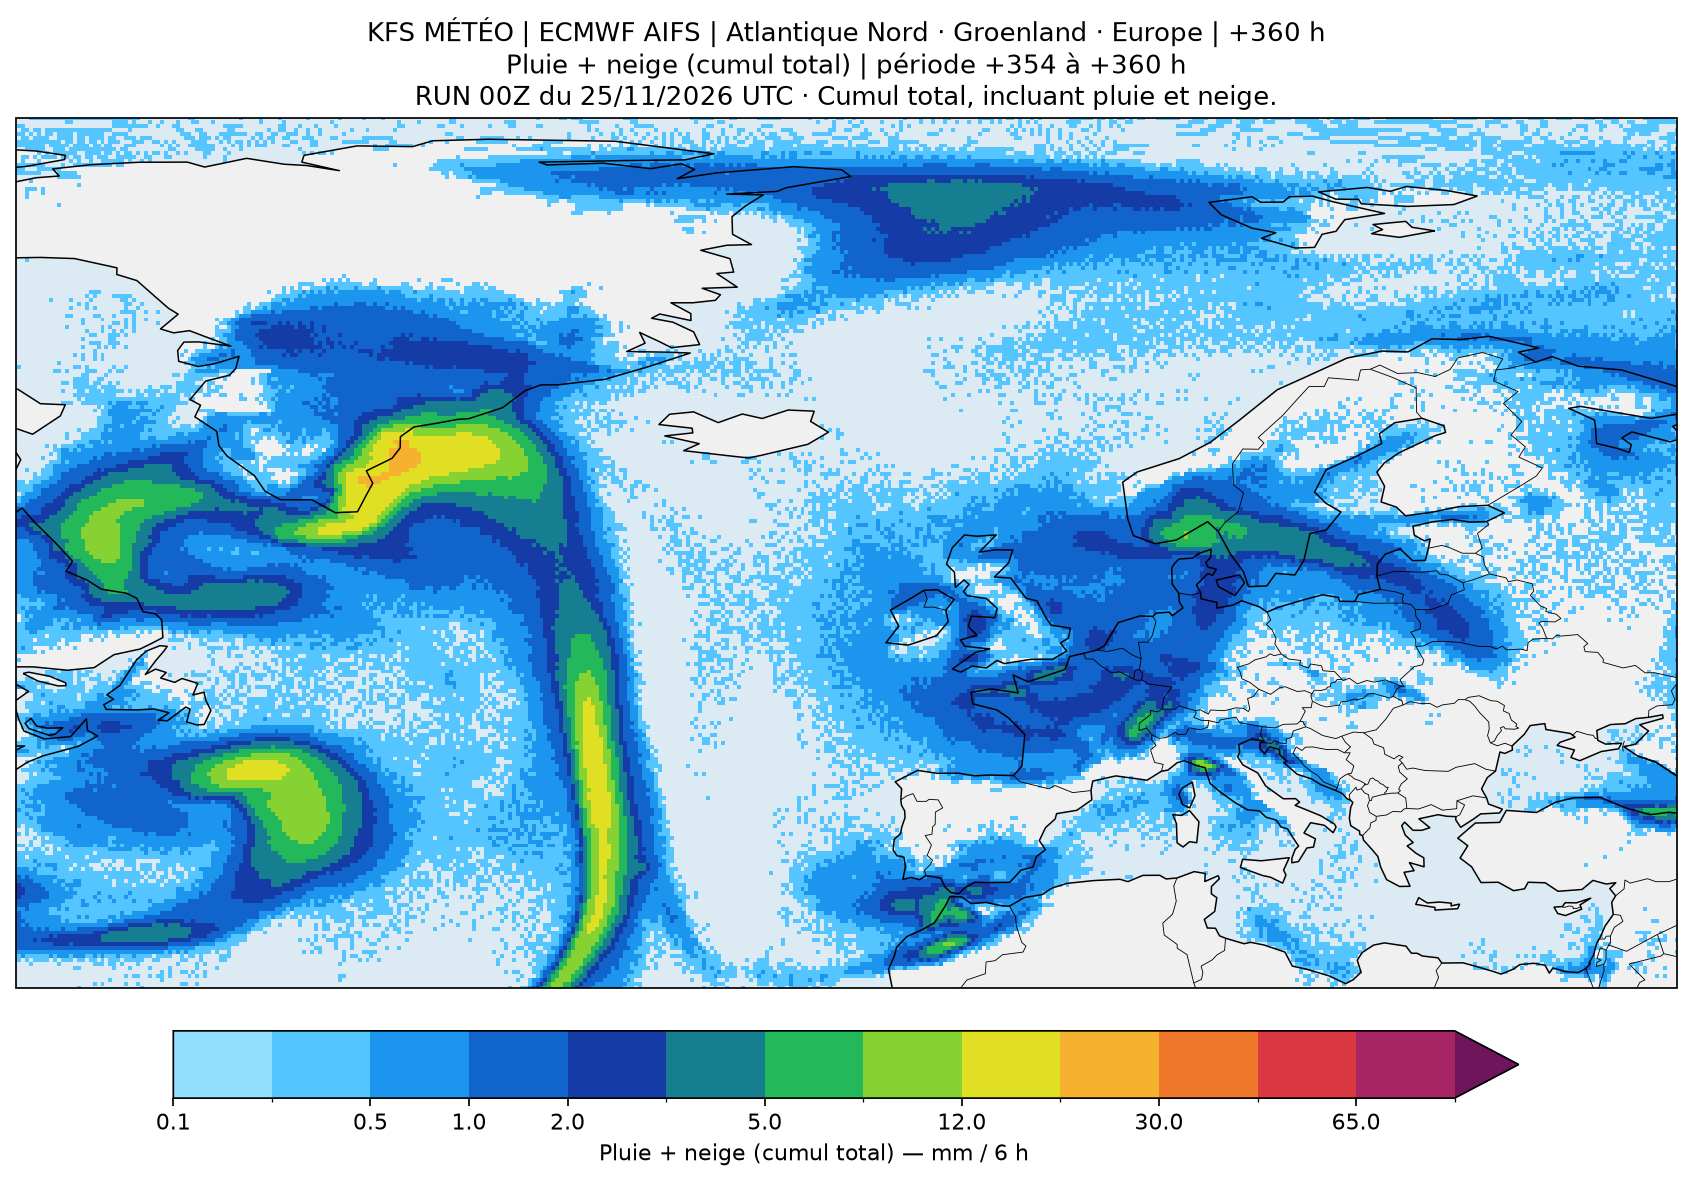 KFS MÉTÉO | ECMWF AIFS | Atlantique Nord · Groenland · Europe | +360 h
Pluie + neige (cumul total) | période +354 à +360 h
RUN 00Z du 25/11/2026 UTC · Cumul total, incluant pluie et neige.
0.1 0.5 1.0 2.0 5.0 12.0 30.0 65.0
Pluie + neige (cumul total) — mm / 6 h